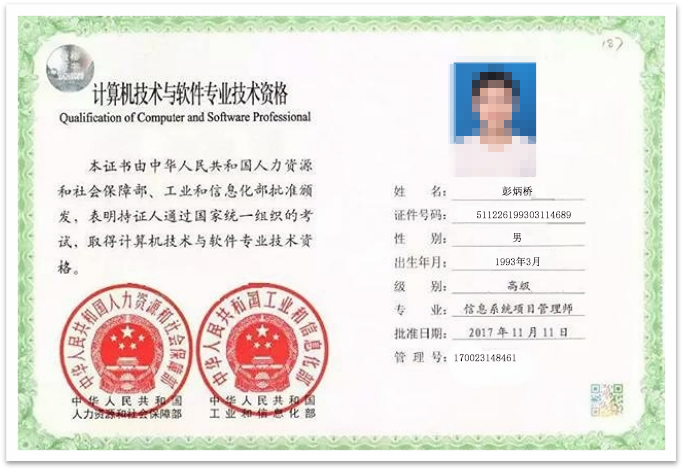 187
计算机技术与软件专业技术资格
Qualification of Computer and Software Professional
本证书由中华人民共和国人力资源
和社会保障部、工业和信息化部批准颁
发，表明持证人通过国家统一组织的考
试，取得计算机技术与软件专业技术资
格。
姓 名： 彭炳桥
证件号码： 511226199303114689
性 别： 男
出生年月： 1993年3月
级 别： 高级
专 业： 信息系统项目管理师
批准日期： 2017 年 11 月 11 日
管 理 号： 170023148461
中华人民共和国人力资源和社会保障部
中华人民共和国工业和信息化部
中 华 人 民 共 和 国
人力资源和社会保障部
中 华 人 民 共 和 国
工 业 和 信 息 化 部